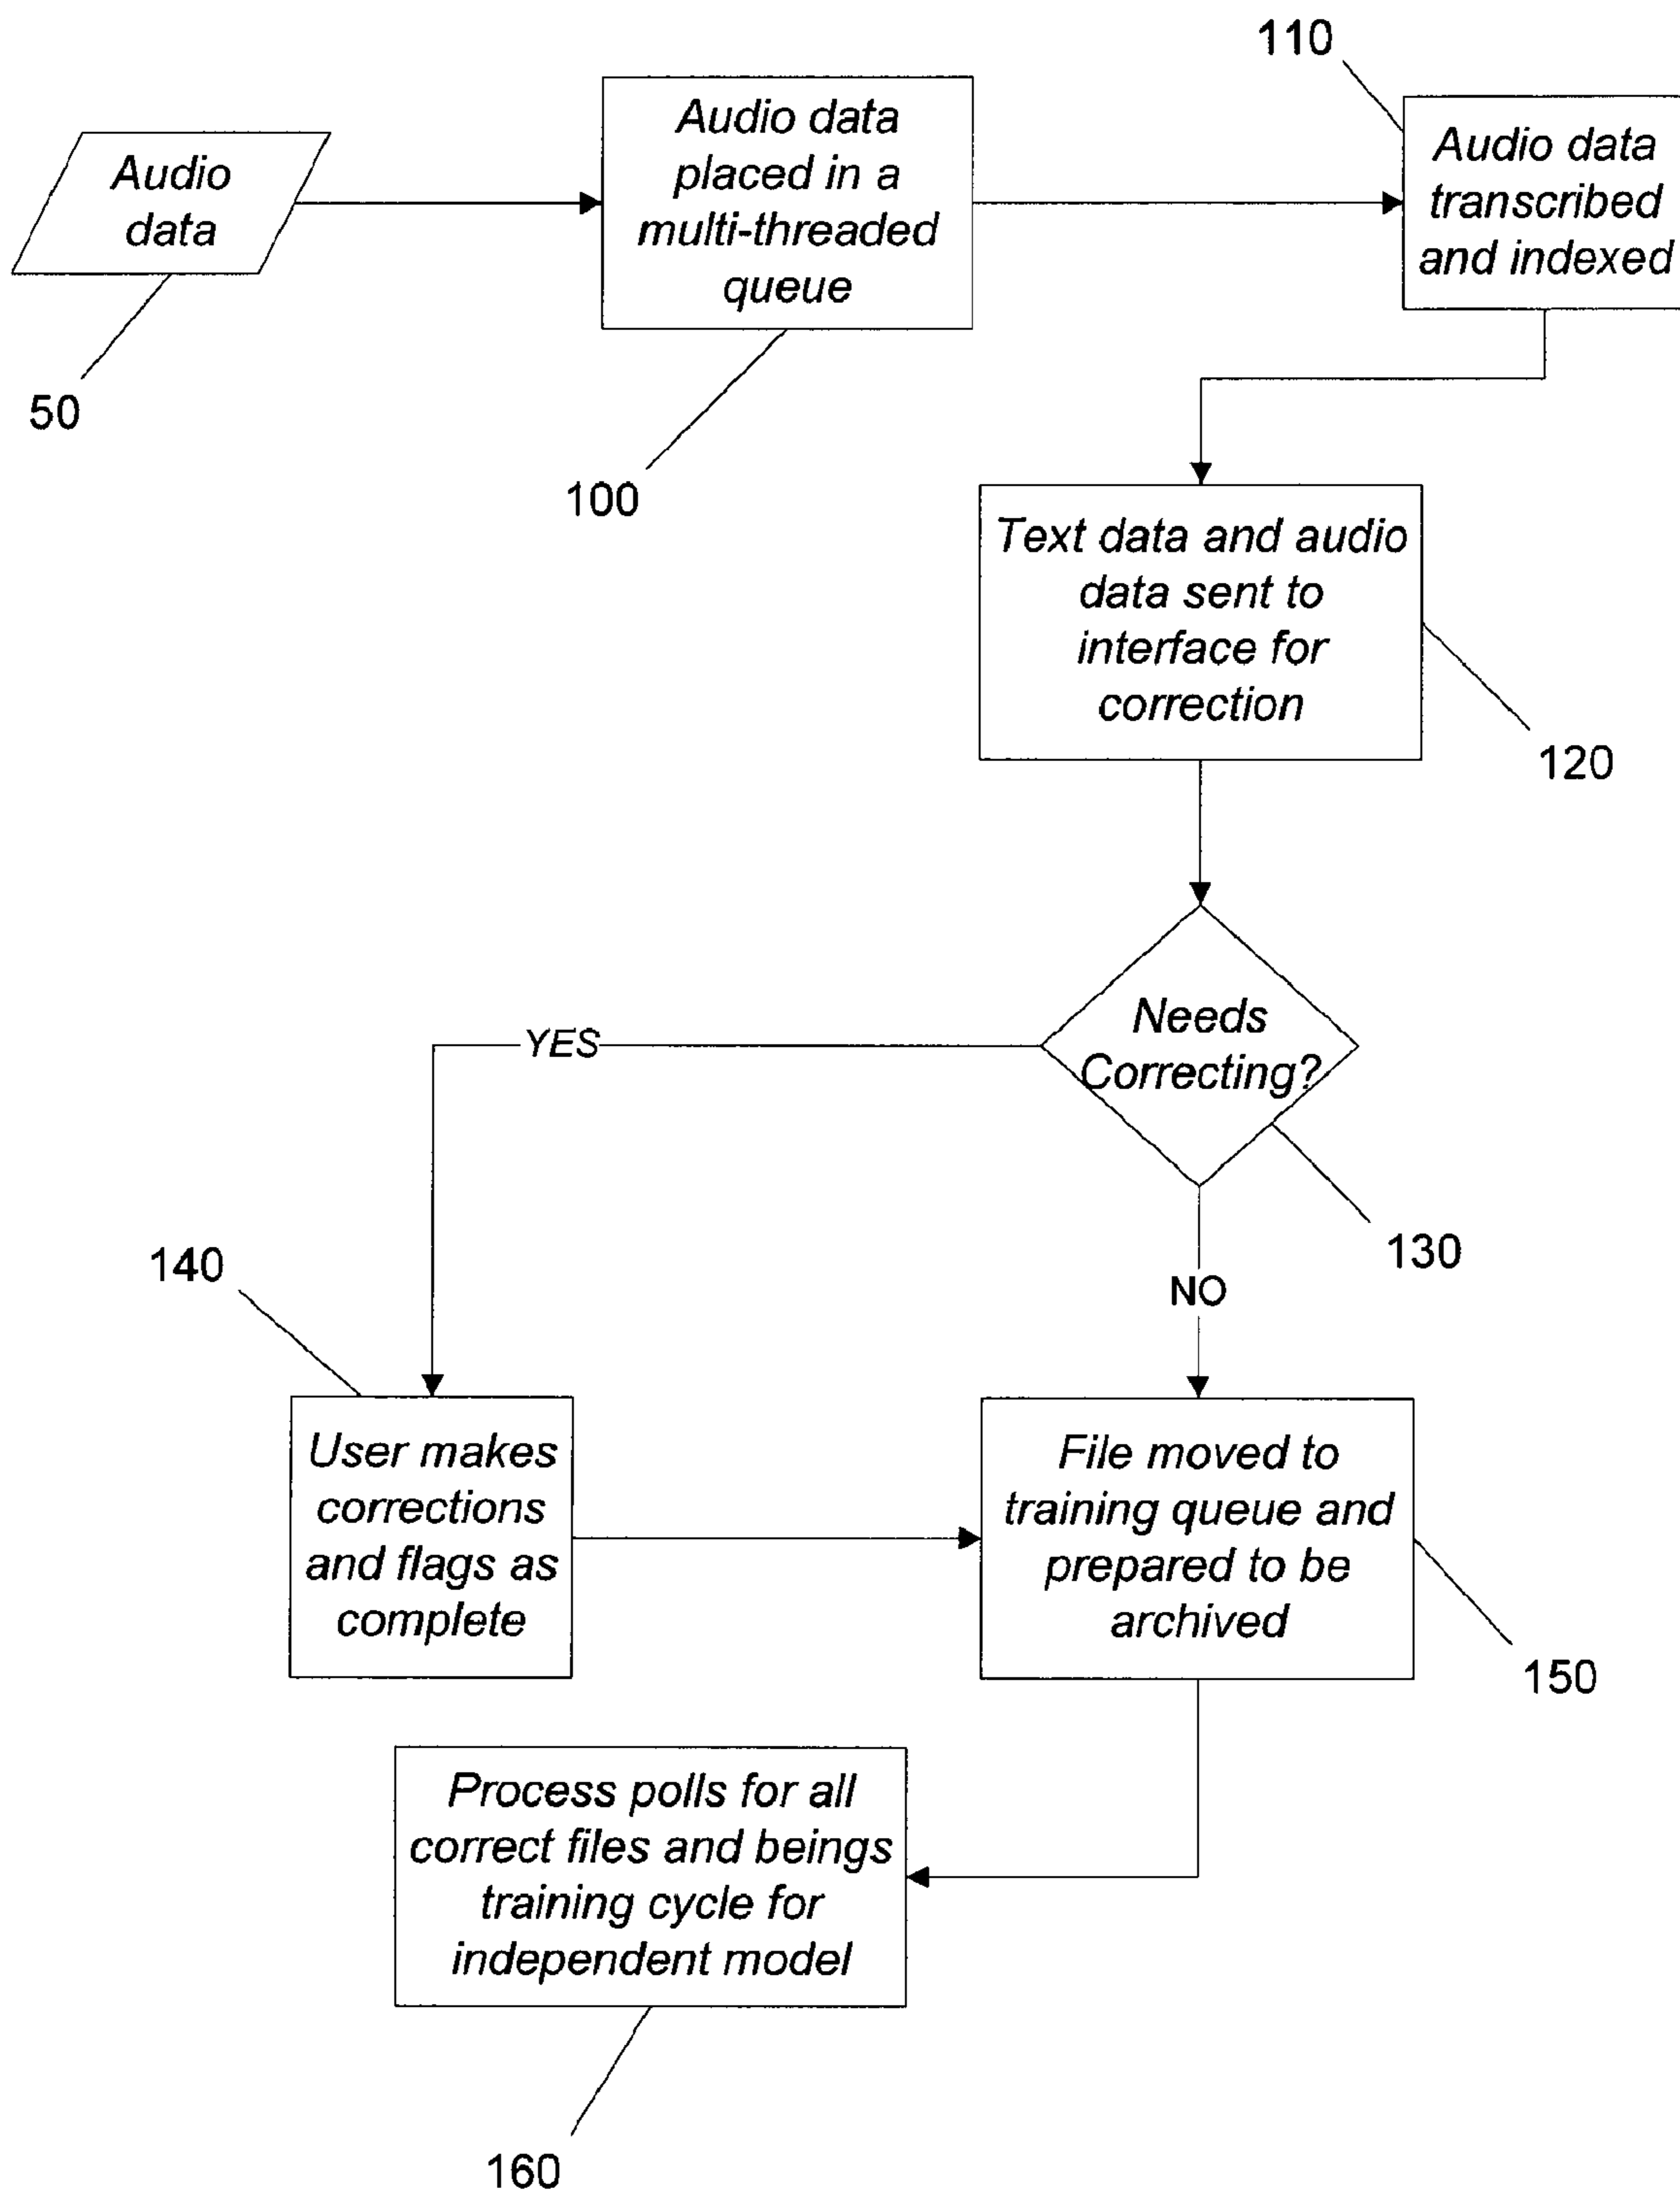 110
Audio
data
50
Audio data
placed in a
multi-threaded
queue
100
Audio data
transcribed
and indexed
Text data and audio
data sent to
interface for
correction
120
Needs
Correcting?
130
YES
NO
140
User makes
corrections
and flags as
complete
File moved to
training queue and
prepared to be
archived
150
Process polls for all
correct files and beings
training cycle for
independent model
160